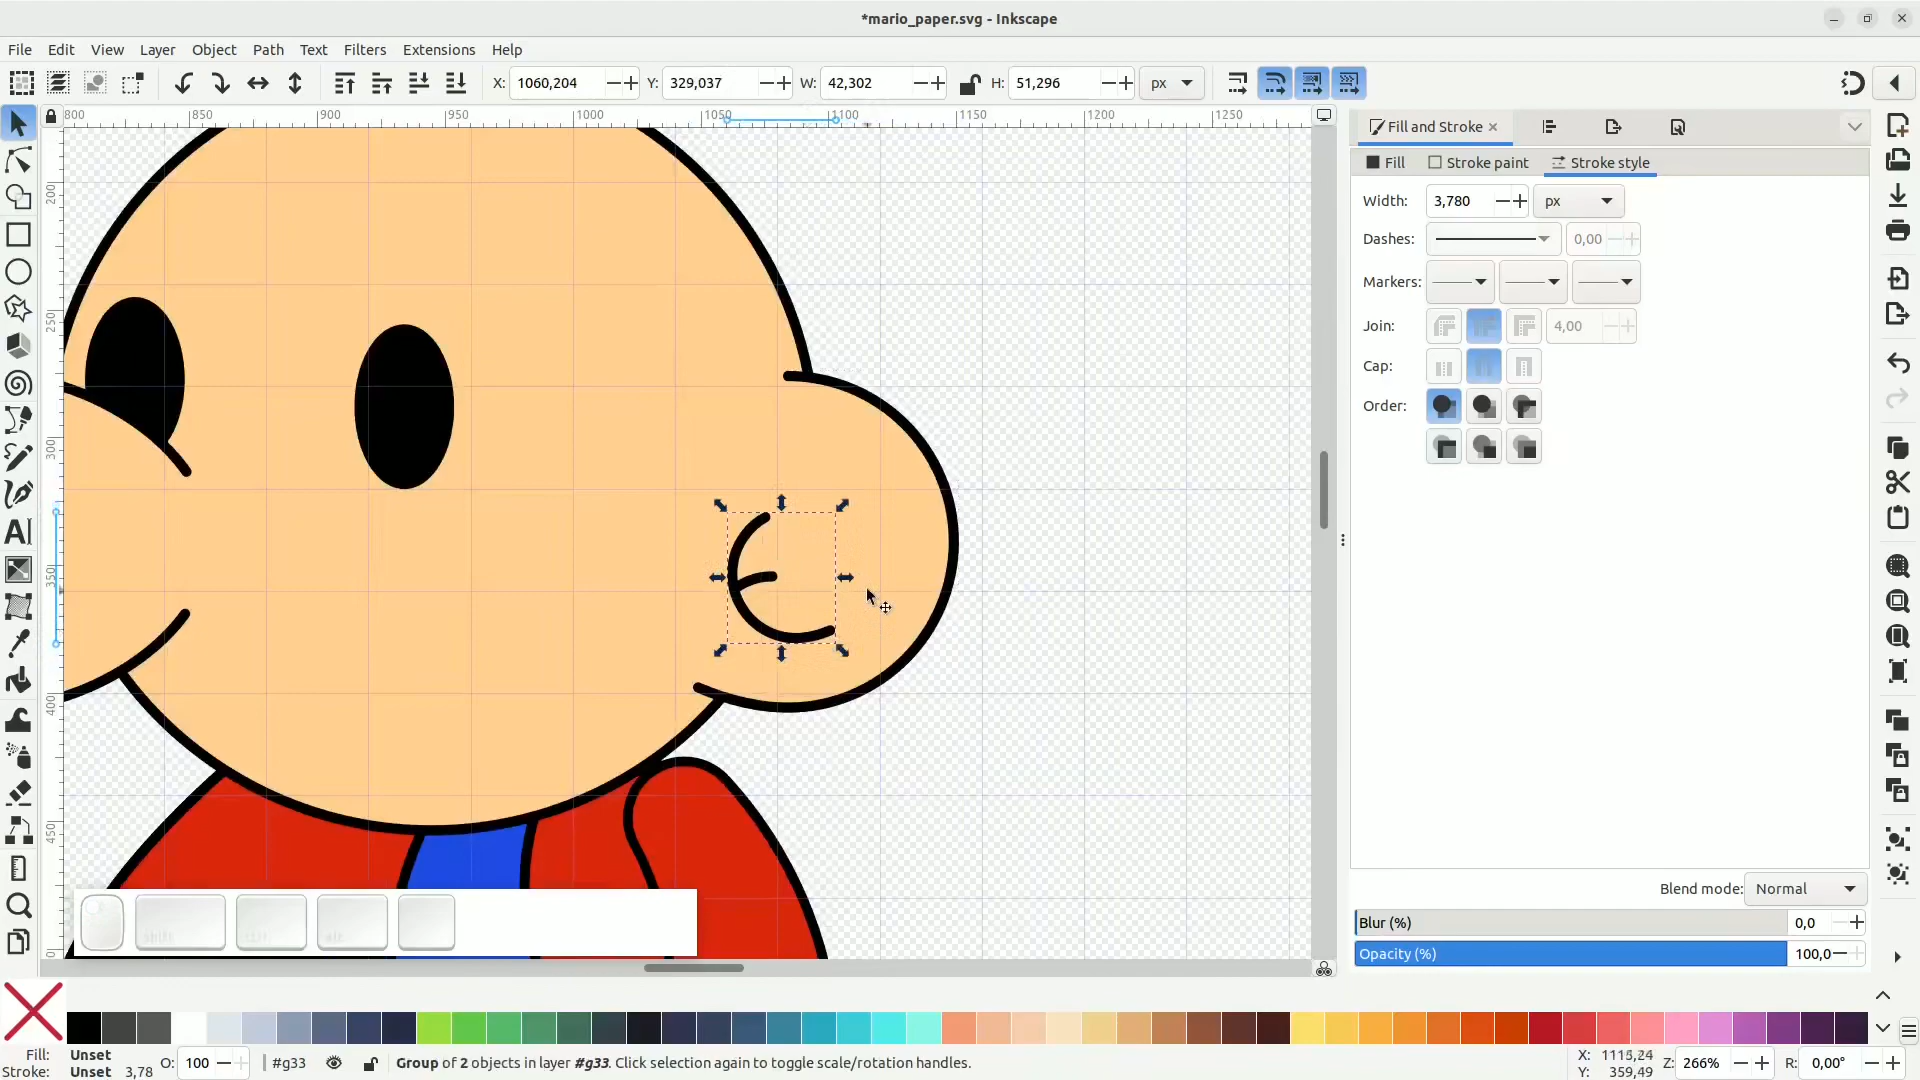 *mario_paper.svg - Inkscape
File Edit View Layer Object Path Text Filters Extensions Help
X: 1060,204 Y: 329,037 W: 42,302 H: 51,296 px
800 850 900 950 1000 1050 1100 1150 1200 1250
200
250
300
350
400
450
Fill and Stroke
Fill Stroke paint Stroke style
Width: 3,780 px
Dashes: 0,00
Markers:
Join: 4,00
Cap:
Order:
Blend mode: Normal
Blur (%) 0,0
Opacity (%) 100,0
Fill: Unset O: 100 #g33 Group of 2 objects in layer #g33. Click selection again to toggle scale/rotation handles. X: 1115,24 Z: 266% R: 0,00°
Stroke: Unset 3,78 Y: 359,49